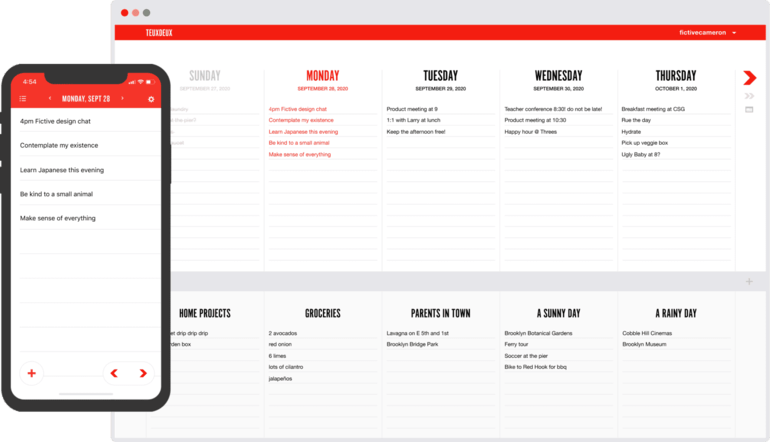 TEUXDEUX
fictivecameron
SUNDAY
SEPTEMBER 27, 2020
MONDAY
SEPTEMBER 28, 2020
4pm Fictive design chat
Contemplate my existence
Learn Japanese this evening
Be kind to a small animal
Make sense of everything
TUESDAY
SEPTEMBER 29, 2020
Product meeting at 9
1:1 with Larry at lunch
Keep the afternoon free!
WEDNESDAY
SEPTEMBER 30, 2020
Teacher conference 8:30! do not be late!
Product meeting at 10:30
Happy hour @ Threes
THURSDAY
OCTOBER 1, 2020
Breakfast meeting at CSG
Rue the day
Hydrate
Pick up veggie box
Ugly Baby at 8?
4:54
MONDAY, SEPT 28
4pm Fictive design chat
Contemplate my existence
Learn Japanese this evening
Be kind to a small animal
Make sense of everything
HOME PROJECTS
drip drip drip
box
GROCERIES
2 avocados
red onion
6 limes
lots of cilantro
jalapeños
PARENTS IN TOWN
Lavagna on E 5th and 1st
Brooklyn Bridge Park
A SUNNY DAY
Brooklyn Botanical Gardens
Ferry tour
Soccer at the pier
Bike to Red Hook for bbq
A RAINY DAY
Cobble Hill Cinemas
Brooklyn Museum